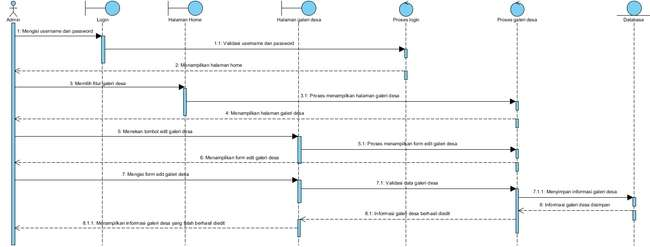 Admin
Login
Halaman Home
Halaman galeri desa
Proses login
Proses galeri desa
Database
1: Mengisi username dan password
1.1: Validasi username dan password
2: Menampilkan halaman home
3: Memilih fitur galeri desa
3.1: Proses menampilkan halaman galeri desa
4: Menampilkan halaman galeri desa
5: Menekan tombol edit galeri desa
5.1: Proses menampilkan form edit galeri desa
6: Menampilkan form edit galeri desa
7: Mengisi form edit galeri desa
7.1: Validasi data galeri desa
7.1.1: Menyimpan informasi galeri desa
8: Informasi galeri desa disimpan
8.1: Informasi galeri desa berhasil diedit
8.1.1: Menampilkan informasi galeri desa yang telah berhasil diedit